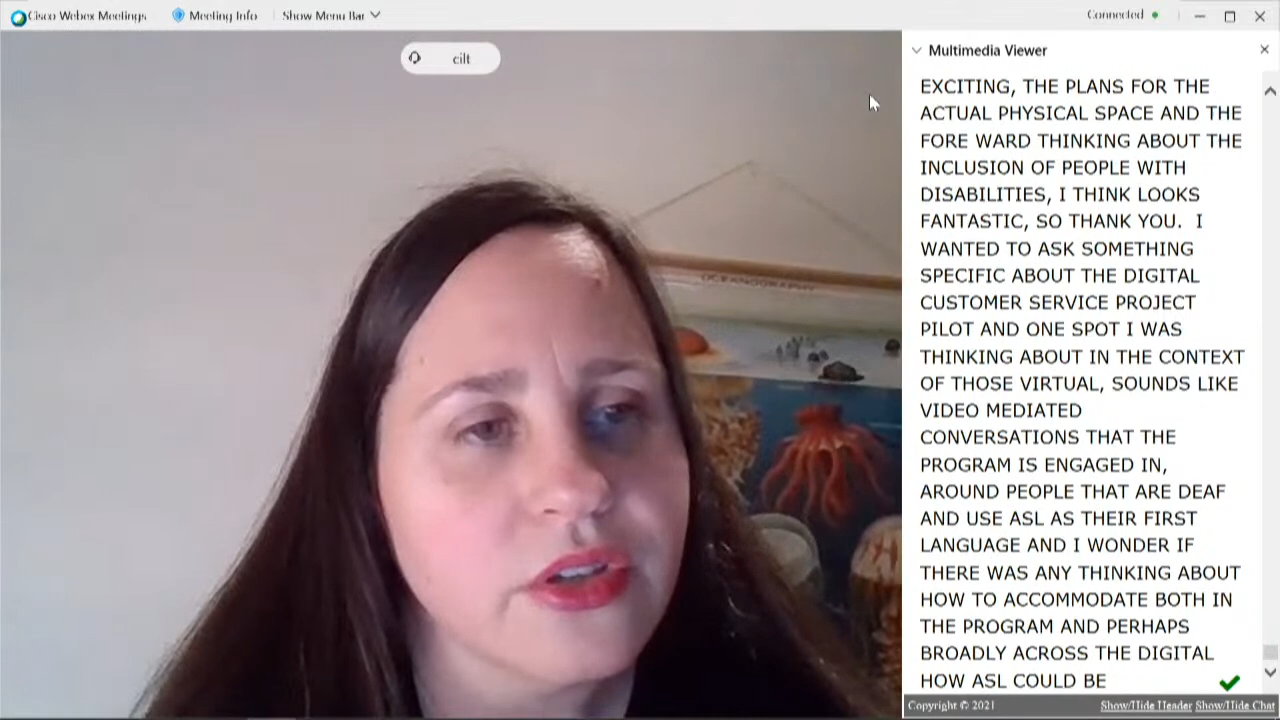 Cisco Webex Meetings
Meeting Info
Show Menu Bar
Connected
cilt
OCEANOGRAPHY
Multimedia Viewer
EXCITING, THE PLANS FOR THE
ACTUAL PHYSICAL SPACE AND THE
FORE WARD THINKING ABOUT THE
INCLUSION OF PEOPLE WITH
DISABILITIES, I THINK LOOKS
FANTASTIC, SO THANK YOU.  I
WANTED TO ASK SOMETHING
SPECIFIC ABOUT THE DIGITAL
CUSTOMER SERVICE PROJECT
PILOT AND ONE SPOT I WAS
THINKING ABOUT IN THE CONTEXT
OF THOSE VIRTUAL, SOUNDS LIKE
VIDEO MEDIATED
CONVERSATIONS THAT THE
PROGRAM IS ENGAGED IN,
AROUND PEOPLE THAT ARE DEAF
AND USE ASL AS THEIR FIRST
LANGUAGE AND I WONDER IF
THERE WAS ANY THINKING ABOUT
HOW TO ACCOMMODATE BOTH IN
THE PROGRAM AND PERHAPS
BROADLY ACROSS THE DIGITAL
HOW ASL COULD BE
Copyright © 2021
Show/Hide Header Show/Hide Chat